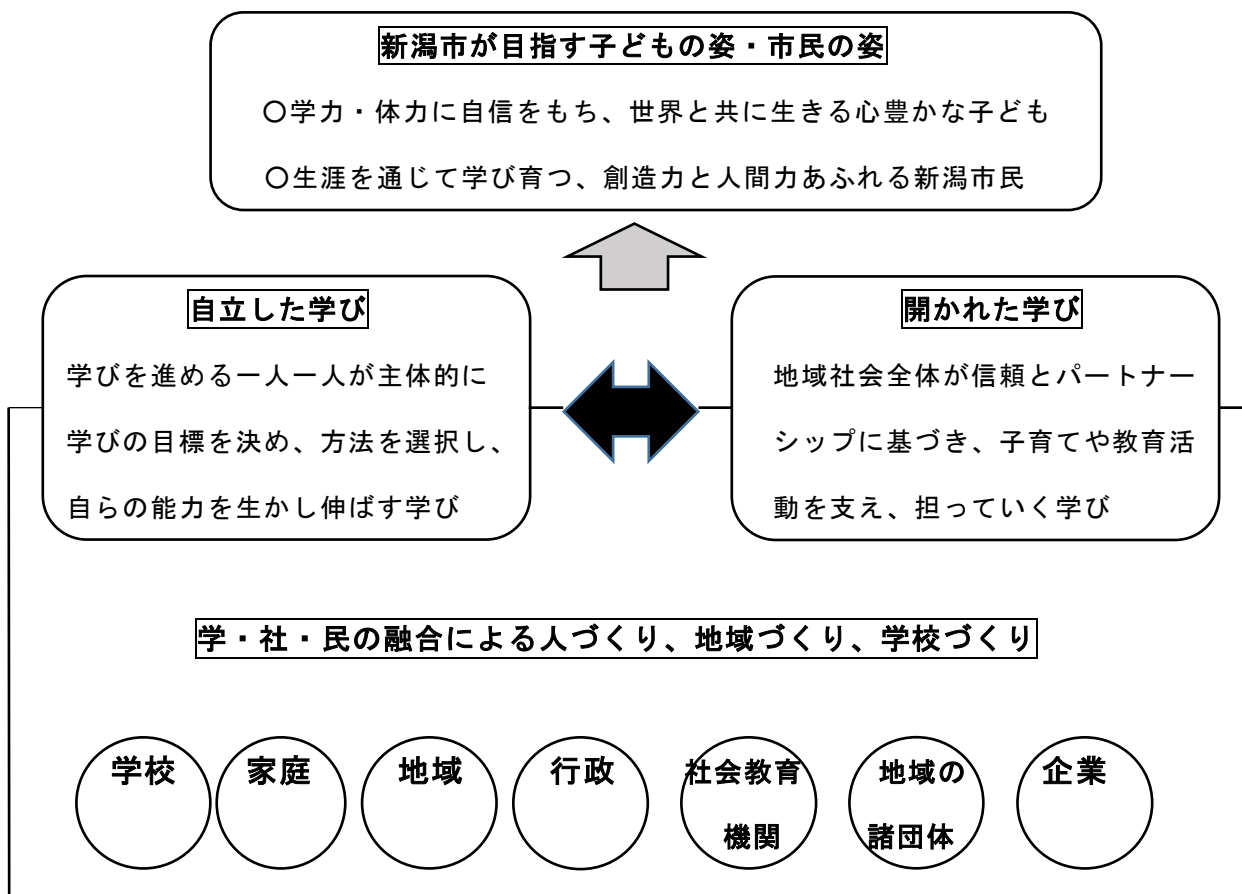 新潟市が目指す子どもの姿・市民の姿
○学力・体力に自信をもち、世界と共に生きる心豊かな子ども
○生涯を通じて学び育つ、創造力と人間力あふれる新潟市民
自立した学び
学びを進める一人一人が主体的に
学びの目標を決め、方法を選択し、
自らの能力を生かし伸ばす学び
開かれた学び
地域社会全体が信頼とパートナー
シップに基づき、子育てや教育活
動を支え、担っていく学び
学・社・民の融合による人づくり、地域づくり、学校づくり
学校
家庭
地域
行政
社会教育
機関
地域の
諸団体
企業